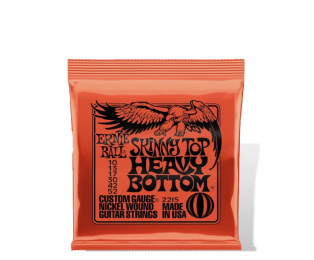 ERNIE
BALL
SKINNY TOP
HEAVY
BOTTOM
10
13
17
30
42
52
CUSTOM GAUGE
NICKEL WOUND
GUITAR STRINGS
2215
MADE
IN USA